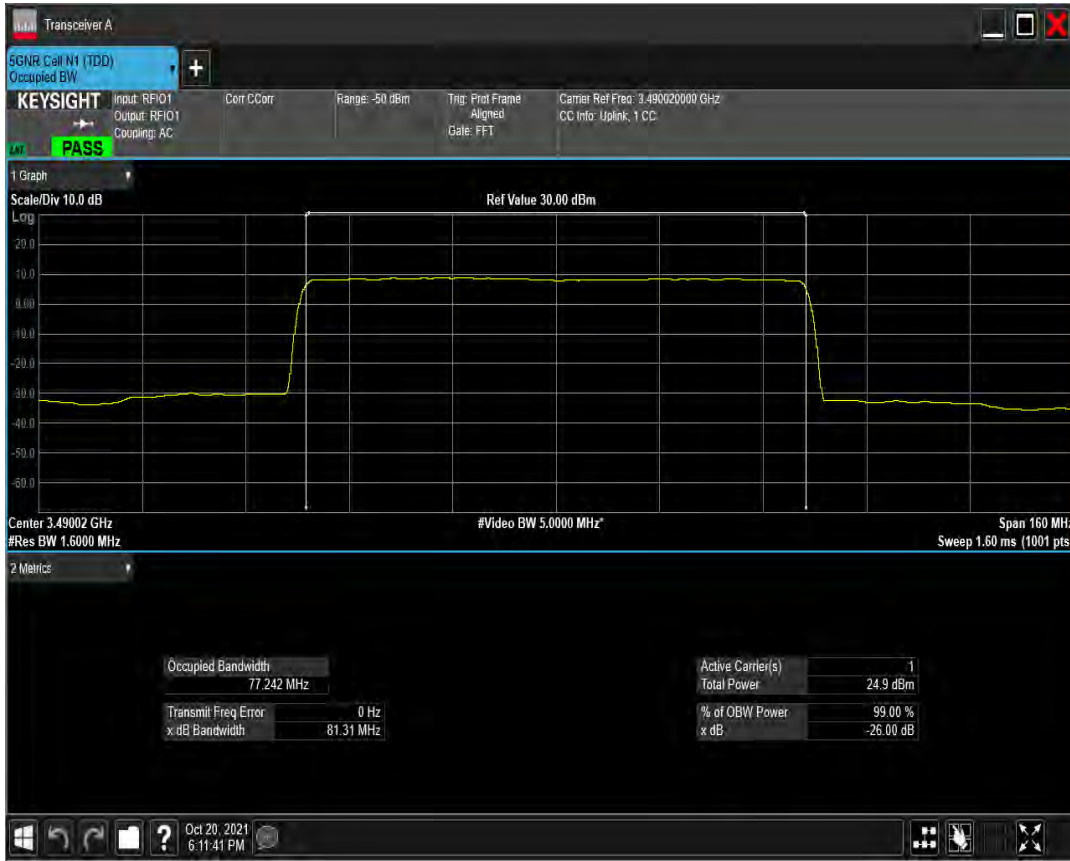 Transceiver A
5GNR Cell N1 (TDD)
Occupied BW
+
KEYSIGHT
Input: RFIO1
Output: RFIO1
Coupling: AC
Corr CCorr
Range: -50 dBm
Trig: Prot Frame
Aligned
Gate: FFT
Carrier Ref Freq: 3.490020000 GHz
CC Info: Uplink, 1 CC
PASS
1 Graph
Scale/Div 10.0 dB
Ref Value 30.00 dBm
Log
20.0
10.0
0.00
-10.0
-20.0
-30.0
-40.0
-50.0
-60.0
Center 3.49002 GHz
#Video BW 5.0000 MHz*
Span 160 MHz
#Res BW 1.6000 MHz
Sweep 1.60 ms (1001 pts
2 Metrics
Occupied Bandwidth
77.242 MHz
Transmit Freq Error 0 Hz
x dB Bandwidth 81.31 MHz
Active Carrier(s) 1
Total Power 24.9 dBm
% of OBW Power 99.00 %
x dB -26.00 dB
?
Oct 20, 2021
6:11:41 PM